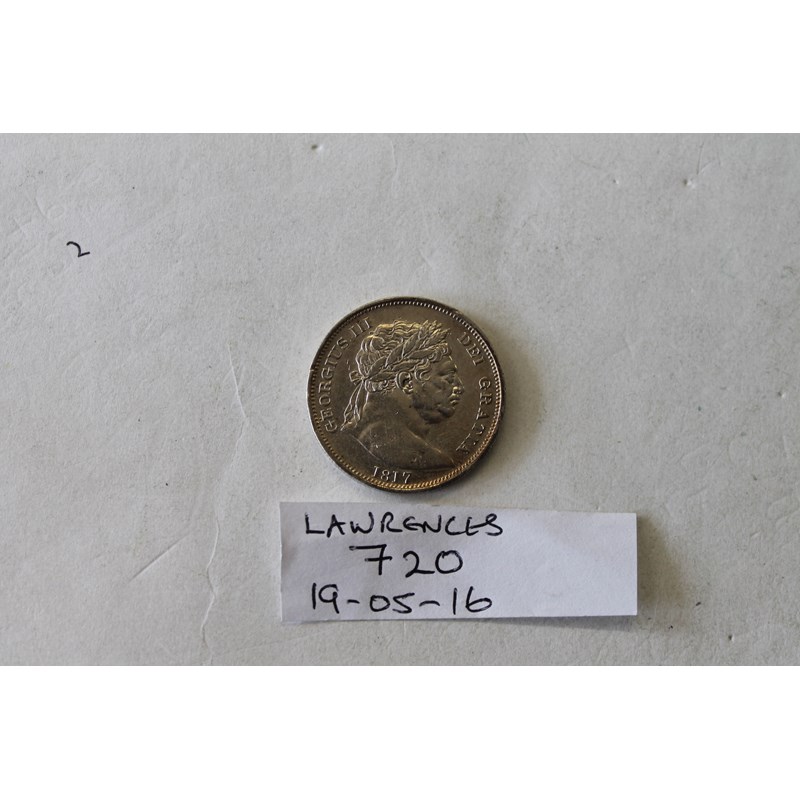 2
GEORGIUS III DEI GRATIA
1817
LAWRENCES
720
19-05-16